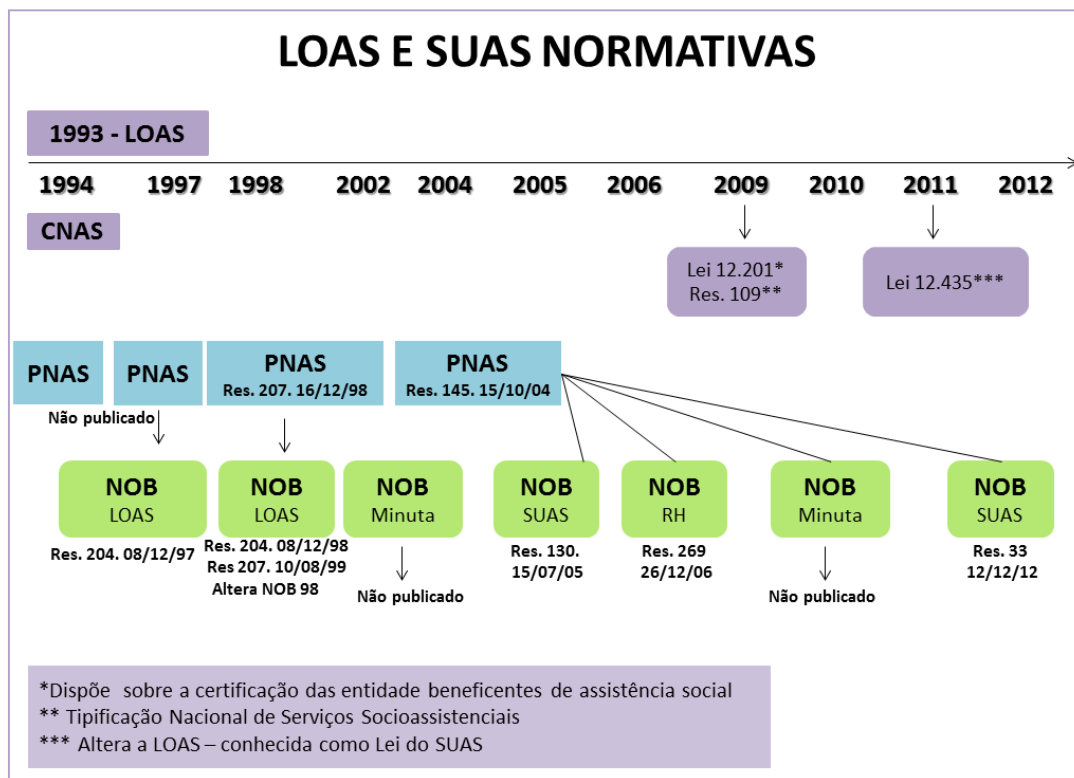 LOAS E SUAS NORMATIVAS
1993 - LOAS
1994 1997 1998 2002 2004 2005 2006 2009 2010 2011 2012
CNAS
Lei 12.201*
Res. 109**
Lei 12.435***
PNAS
Não publicado
PNAS
PNAS
Res. 207. 16/12/98
PNAS
Res. 145. 15/10/04
NOB
LOAS
Res. 204. 08/12/97
NOB
LOAS
Res. 204. 08/12/98
Res 207. 10/08/99
Altera NOB 98
NOB
Minuta
Não publicado
NOB
SUAS
Res. 130.
15/07/05
NOB
RH
Res. 269
26/12/06
NOB
Minuta
Não publicado
NOB
SUAS
Res. 33
12/12/12
*Dispõe sobre a certificação das entidade beneficentes de assistência social
** Tipificação Nacional de Serviços Socioassistenciais
*** Altera a LOAS – conhecida como Lei do SUAS